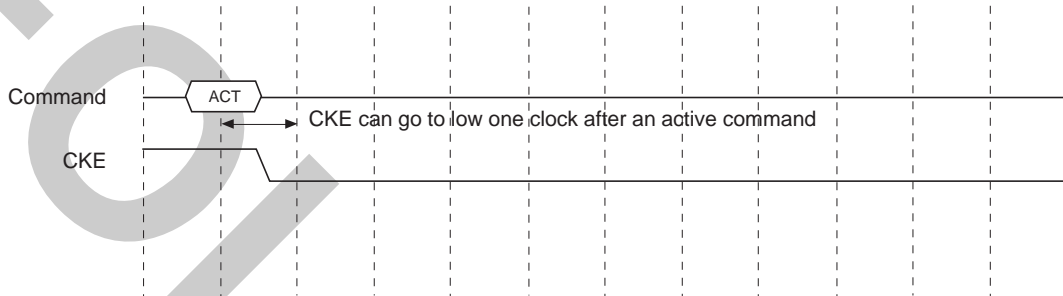 Command
ACT
CKE can go to low one clock after an active command
CKE